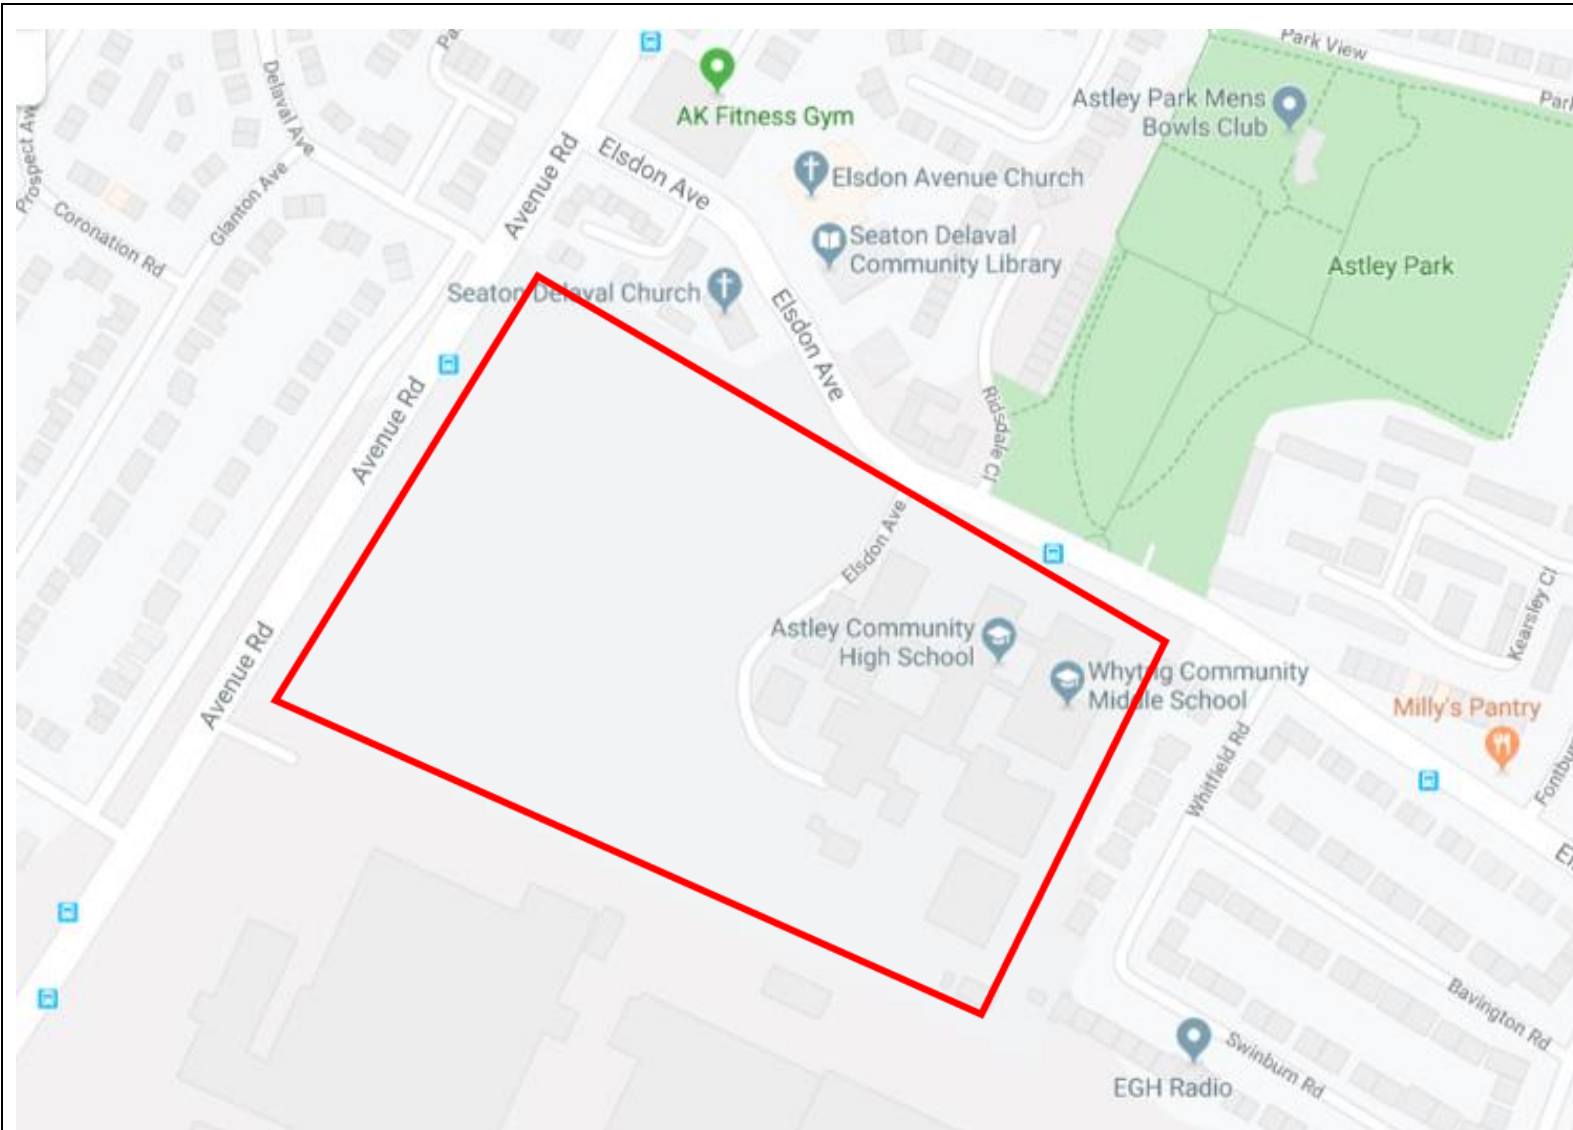 Park View
Delaval Ave
Prospect Av
AK Fitness Gym
Astley Park Mens
Bowls Club
Elsdon Ave
Avenue Rd
Elsdon Avenue Church
Glanton Ave
Coronation Rd
Seaton Delaval
Community Library
Astley Park
Seaton Delaval Church
Elsdon Ave
Avenue Rd
Ridsdale Cl
Elsdon Ave
Kearsley Cl
Astley Community
High School
Avenue Rd
Whytrig Community
Middle School
Milly's Pantry
Whitfield Rd
Bavington Rd
Swinburn Rd
EGH Radio